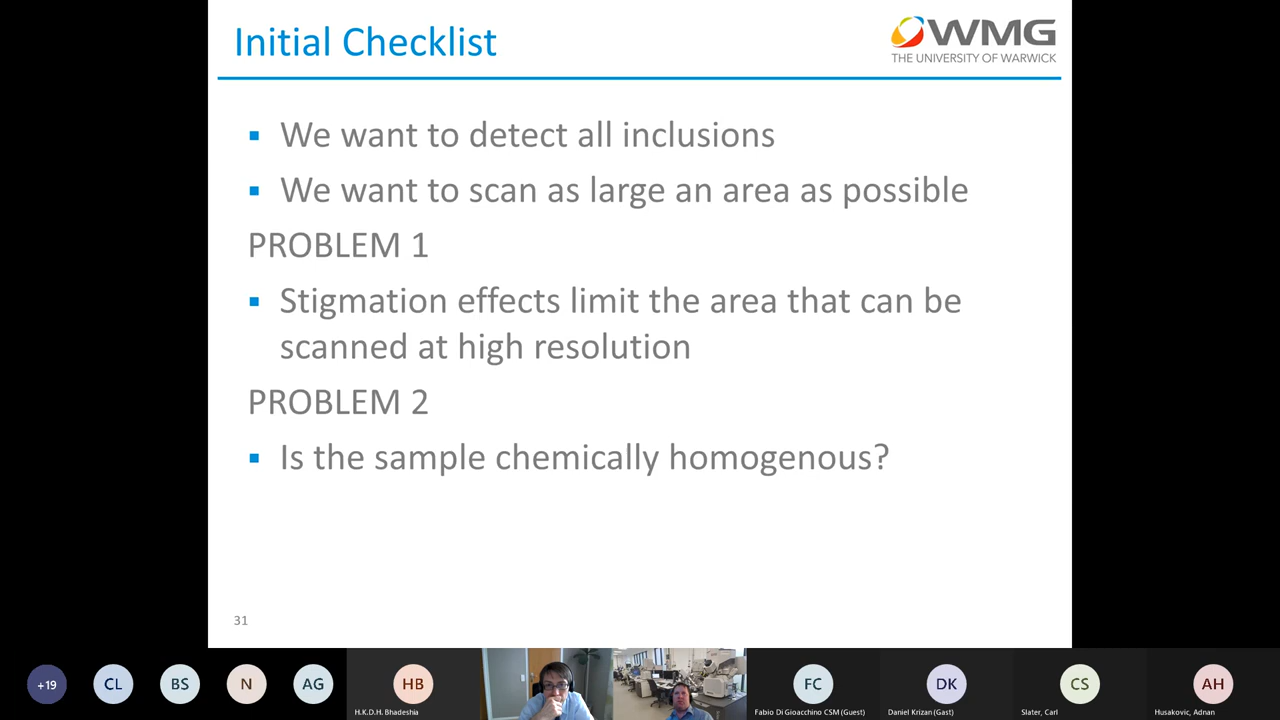 Initial Checklist
WMG
THE UNIVERSITY OF WARWICK
▪ We want to detect all inclusions
▪ We want to scan as large an area as possible
PROBLEM 1
▪ Stigmation effects limit the area that can be
scanned at high resolution
PROBLEM 2
▪ Is the sample chemically homogenous?
31
+19
CL
BS
N
AG
HB
FC
DK
CS
AH
H.K.D.H. Bhadeshia
Fabio Di Gioacchino CSM (Guest)
Daniel Krizan (Gast)
Slater, Carl
Husakovic, Adnan